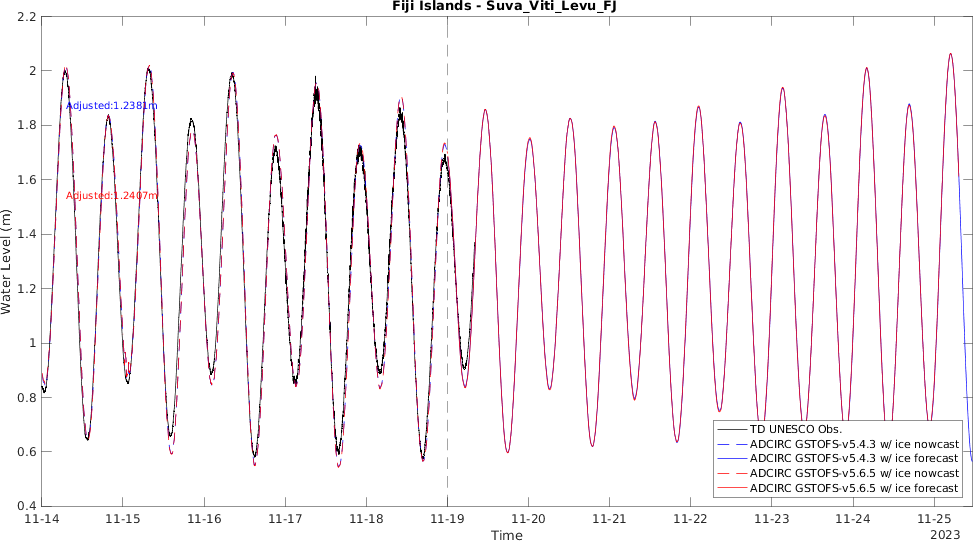 Fiji Islands - Suva_Viti_Levu_FJ
2.2
2
1.8
1.6
1.4
1.2
1
0.8
0.6
0.4
Water Level (m)
Adjusted:1.2381m
Adjusted:1.2407m
TD UNESCO Obs.
ADCIRC GSTOFS-v5.4.3 w/ ice nowcast
ADCIRC GSTOFS-v5.4.3 w/ ice forecast
ADCIRC GSTOFS-v5.6.5 w/ ice nowcast
ADCIRC GSTOFS-v5.6.5 w/ ice forecast
11-14 11-15 11-16 11-17 11-18 11-19 11-20 11-21 11-22 11-23 11-24 11-25
Time
2023